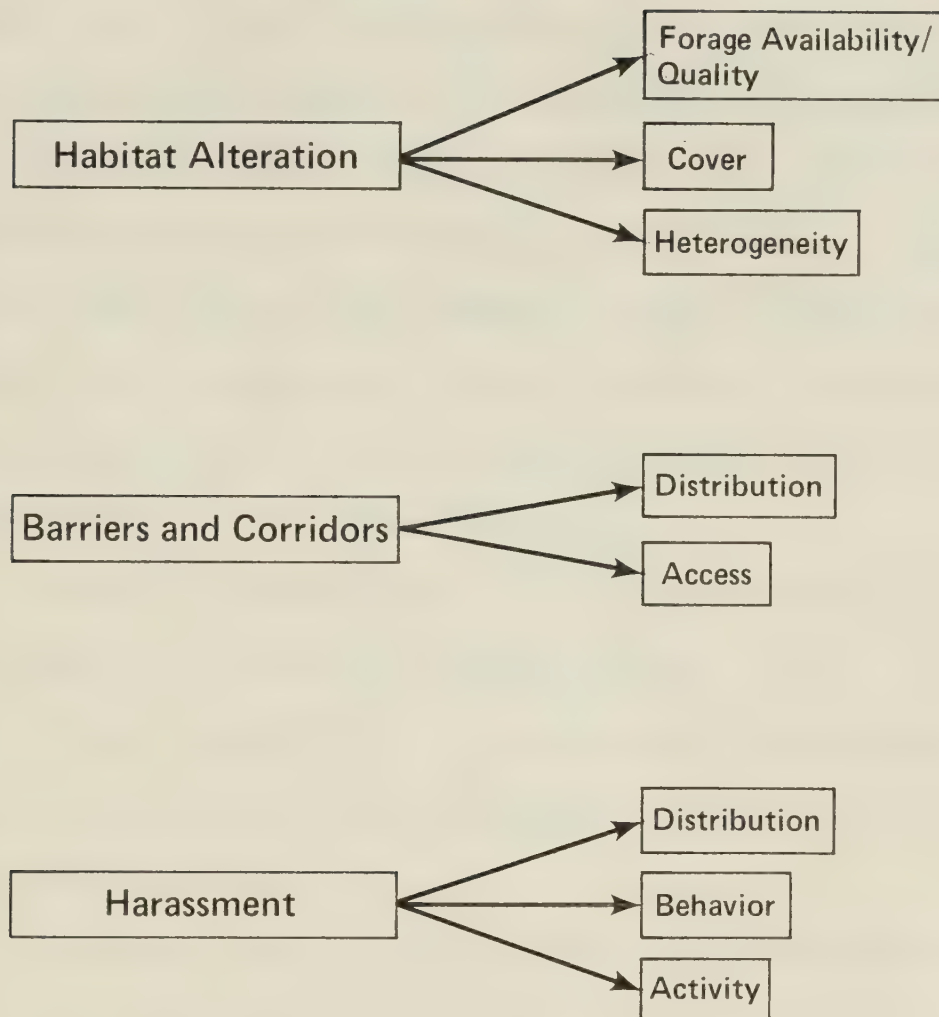 Habitat Alteration
Forage Availability/
Quality
Cover
Heterogeneity
Barriers and Corridors
Distribution
Access
Harassment
Distribution
Behavior
Activity